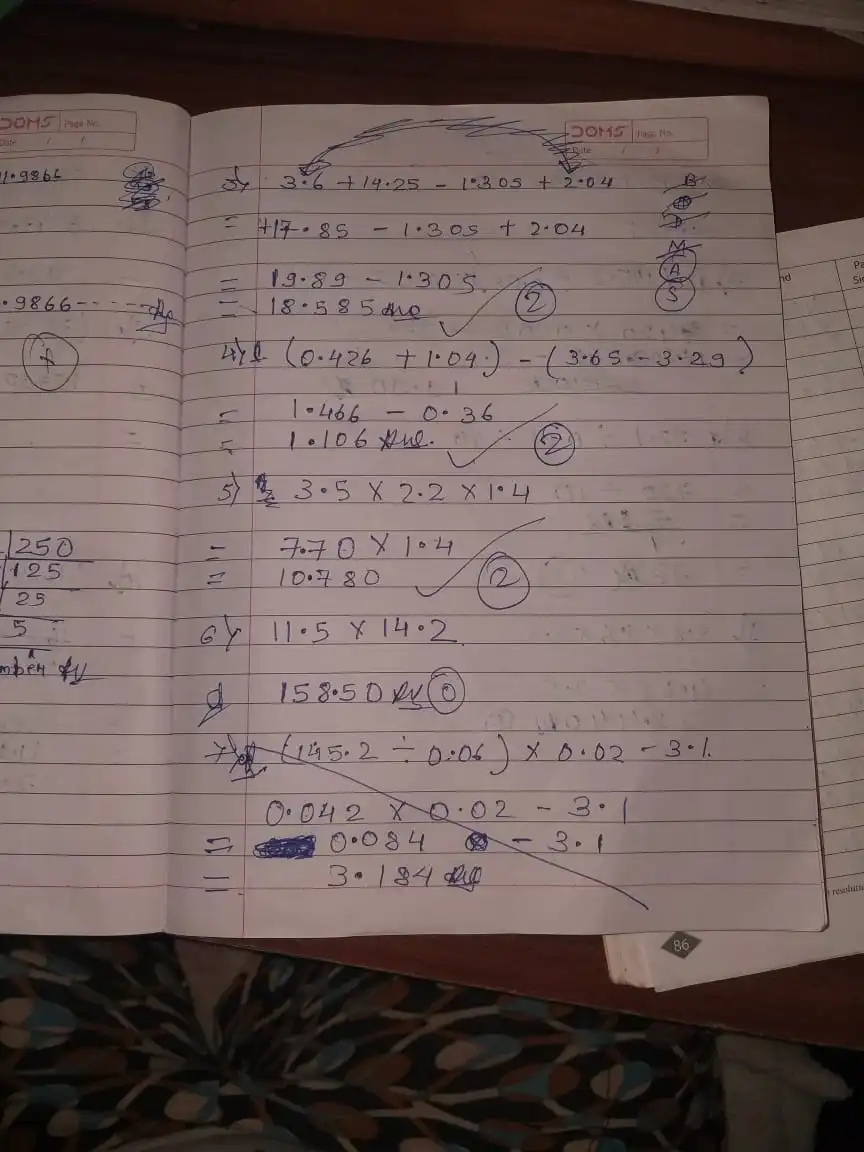 DOMS Page No.
Date / /
1.9866
.9866-----
250
125
25
5
DOMS Page No.
Date / /
3) 3.6 + 14.25 - 1.305 + 2.04
= +17.85 - 1.305 + 2.04
= 19.89 - 1.305
= 18.585 Ans
2
B
D
M
A
S
4) (0.426 + 1.04) - (3.65 - 3.29)
= 1.466 - 0.36
= 1.106 Ans.
2
5) 3.5 × 2.2 × 1.4
= 7.70 × 1.4
= 10.780
2
6) 11.5 × 14.2
158.50 Ans 0
7) (145.2 ÷ 0.06) × 0.02 - 3.1
0.042 × 0.02 - 3.1
= 0.084 - 3.1
= 3.184 Ans
86